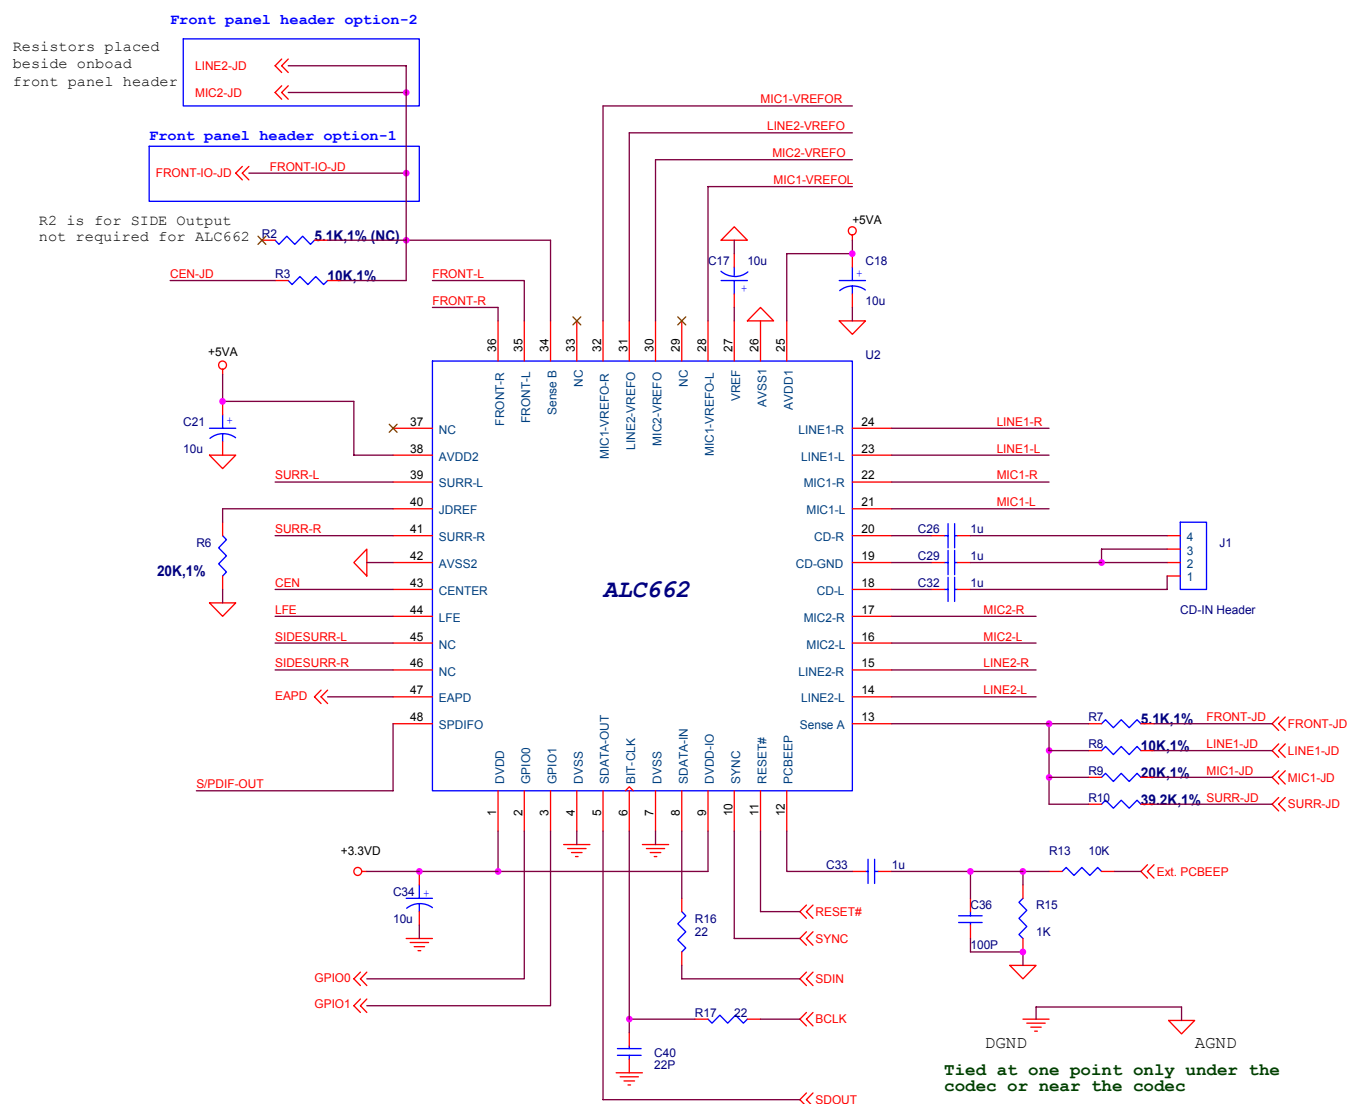 Front panel header option-2
Resistors placed
beside onboad
front panel header
LINE2-JD
MIC2-JD
Front panel header option-1
FRONT-IO-JD
FRONT-IO-JD
R2 is for SIDE Output
not required for ALC662
R2
5.1K,1% (NC)
CEN-JD
R3
10K,1%
MIC1-VREFOR
LINE2-VREFO
MIC2-VREFO
MIC1-VREFOL
FRONT-L
FRONT-R
C17
10u
+5VA
C18
10u
36
35
34
33
32
31
30
29
28
27
26
25
U2
FRONT-R
FRONT-L
Sense B
NC
MIC1-VREFO-R
LINE2-VREFO
MIC2-VREFO
NC
MIC1-VREFO-L
VREF
AVSS1
AVDD1
+5VA
C21
10u
37
NC
38
AVDD2
SURR-L
39
SURR-L
40
JDREF
R6
20K,1%
SURR-R
41
SURR-R
42
AVSS2
CEN
43
CENTER
LFE
44
LFE
SIDESURR-L
45
NC
SIDESURR-R
46
NC
EAPD
47
EAPD
48
SPDIFO
S/PDIF-OUT
ALC662
LINE1-R
24
LINE1-R
LINE1-L
23
LINE1-L
MIC1-R
22
MIC1-R
MIC1-L
21
MIC1-L
CD-R
20
C26
1u
CD-GND
19
C29
1u
CD-L
18
C32
1u
4
3
2
1
J1
CD-IN Header
MIC2-R
17
MIC2-R
MIC2-L
16
MIC2-L
LINE2-R
15
LINE2-R
LINE2-L
14
LINE2-L
Sense A
13
R7
5.1K,1%
FRONT-JD
FRONT-JD
R8
10K,1%
LINE1-JD
LINE1-JD
R9
20K,1%
MIC1-JD
MIC1-JD
R10
39.2K,1%
SURR-JD
SURR-JD
DVDD
GPIO0
GPIO1
DVSS
SDATA-OUT
BIT-CLK
DVSS
SDATA-IN
DVDD-IO
SYNC
RESET#
PCBEEP
1
2
3
4
5
6
7
8
9
10
11
12
+3.3VD
C34
10u
C33
1u
R13
10K
Ext. PCBEEP
C36
100P
R15
1K
R16
22
RESET#
SYNC
GPIO0
SDIN
GPIO1
R17
22
BCLK
C40
22P
SDOUT
DGND
AGND
Tied at one point only under the
codec or near the codec